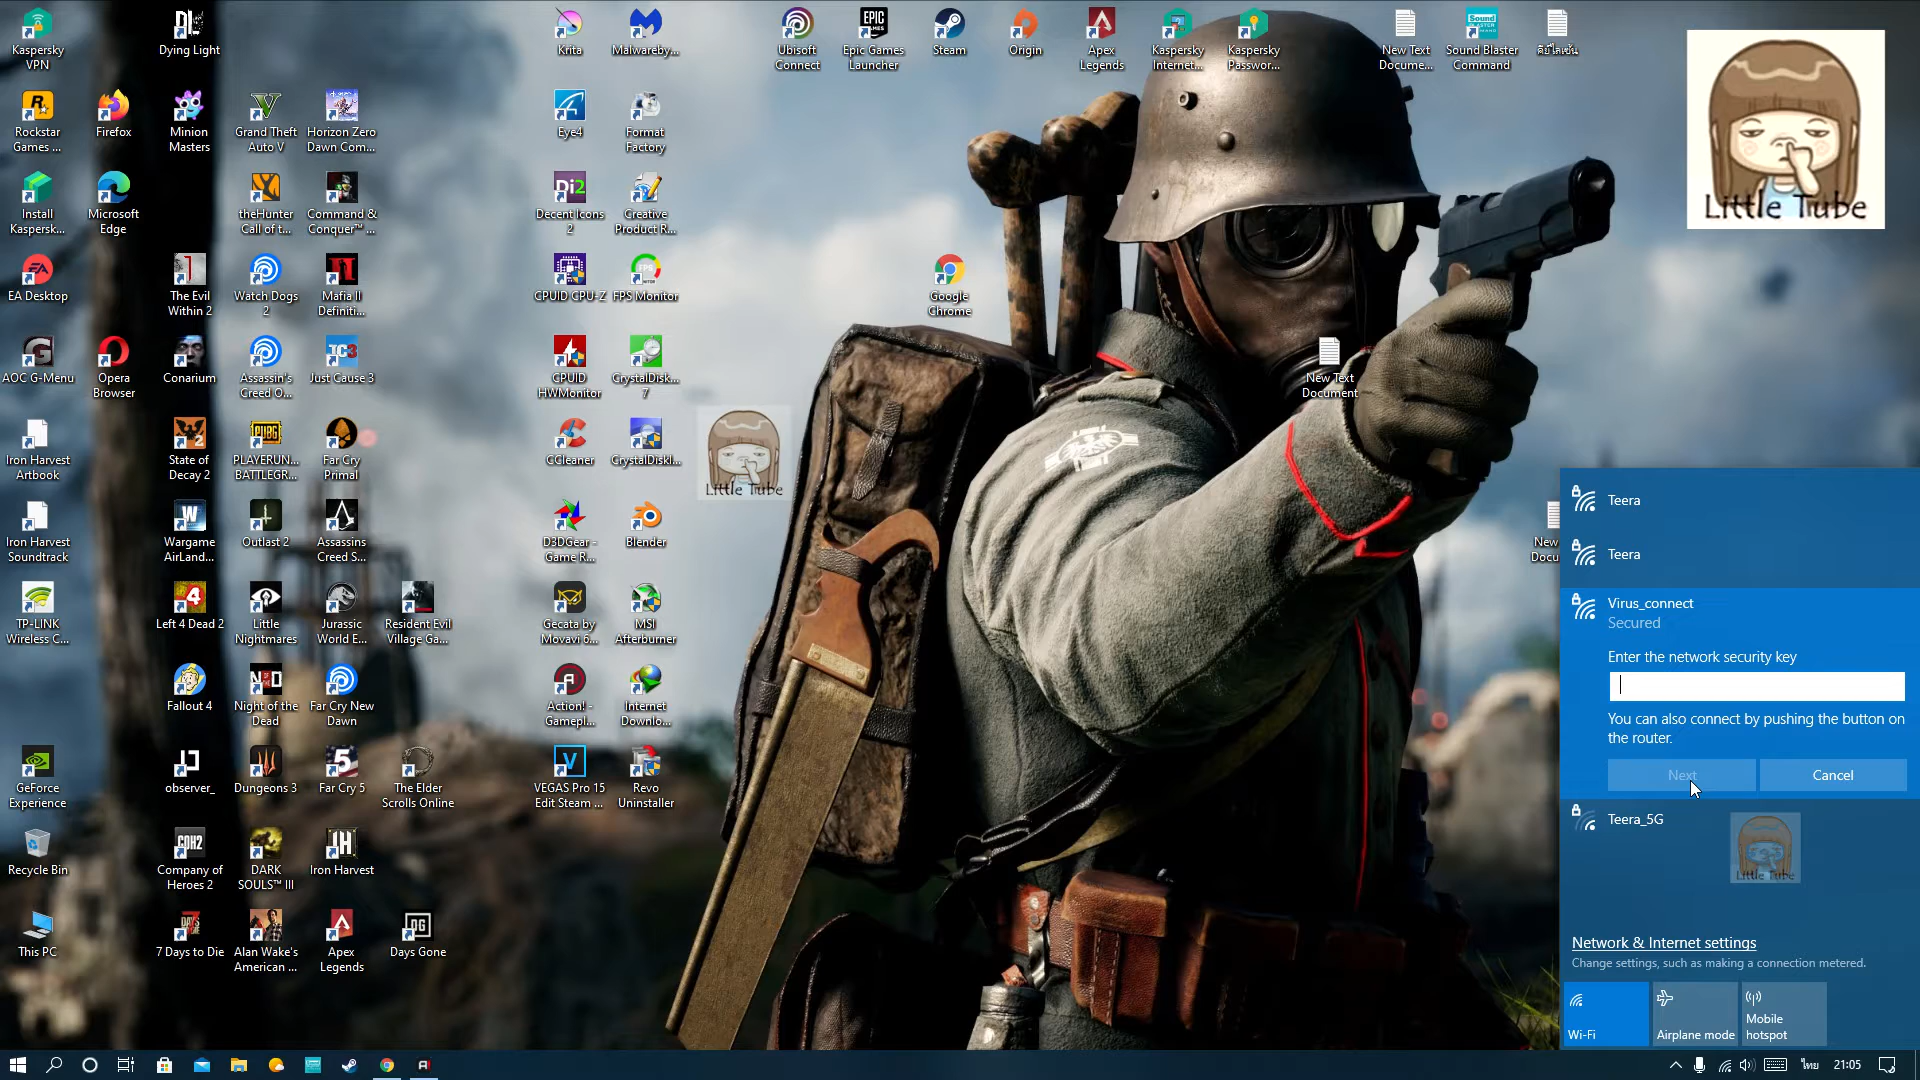 Kaspersky
VPN
Dying Light
Krita
Malwareby...
Ubisoft
Connect
Epic Games
Launcher
Steam
Origin
Apex
Legends
Kaspersky
Internet...
Kaspersky
Passwor...
New Text
Docume...
Sound Blaster
Command
คีย์ไลเซ้น
Little Tube
Rockstar
Games ...
Firefox
Minion
Masters
Grand Theft
Auto V
Horizon Zero
Dawn Com...
Eye4
Format
Factory
Install
Kaspersk...
Microsoft
Edge
theHunter
Call of t...
Command &
Conquer™ ...
Decent Icons
2
Creative
Product R...
EA Desktop
The Evil
Within 2
Watch Dogs
2
Mafia II
Definiti...
CPUID CPU-Z
FPS Monitor
Google
Chrome
AOC G-Menu
Opera
Browser
Conarium
Assassin's
Creed O...
Just Cause 3
CPUID
HWMonitor
CrystalDisk...
7
New Text
Document
Iron Harvest
Artbook
State of
Decay 2
PLAYERUN...
BATTLEGR...
Far Cry
Primal
CCleaner
CrystalDiskI...
Little Tube
Iron Harvest
Soundtrack
Wargame
AirLand...
Outlast 2
Assassins
Creed S...
D3DGear -
Game R...
Blender
New
Docu
TP-LINK
Wireless C...
Left 4 Dead 2
Little
Nightmares
Jurassic
World E...
Resident Evil
Village Ga...
Gecata by
Movavi 6...
MSI
Afterburner
Fallout 4
Night of the
Dead
Far Cry New
Dawn
Action! -
Gamepl...
Internet
Downlo...
GeForce
Experience
observer_
Dungeons 3
Far Cry 5
The Elder
Scrolls Online
VEGAS Pro 15
Edit Steam ...
Revo
Uninstaller
Recycle Bin
Company of
Heroes 2
DARK
SOULS™ III
Iron Harvest
This PC
7 Days to Die
Alan Wake's
American ...
Apex
Legends
Days Gone
Teera
Teera
Virus_connect
Secured
Enter the network security key
You can also connect by pushing the button on
the router.
Next
Cancel
Teera_5G
Little Tube
Network & Internet settings
Change settings, such as making a connection metered.
Wi-Fi
Airplane mode
Mobile
hotspot
ไทย
21:05